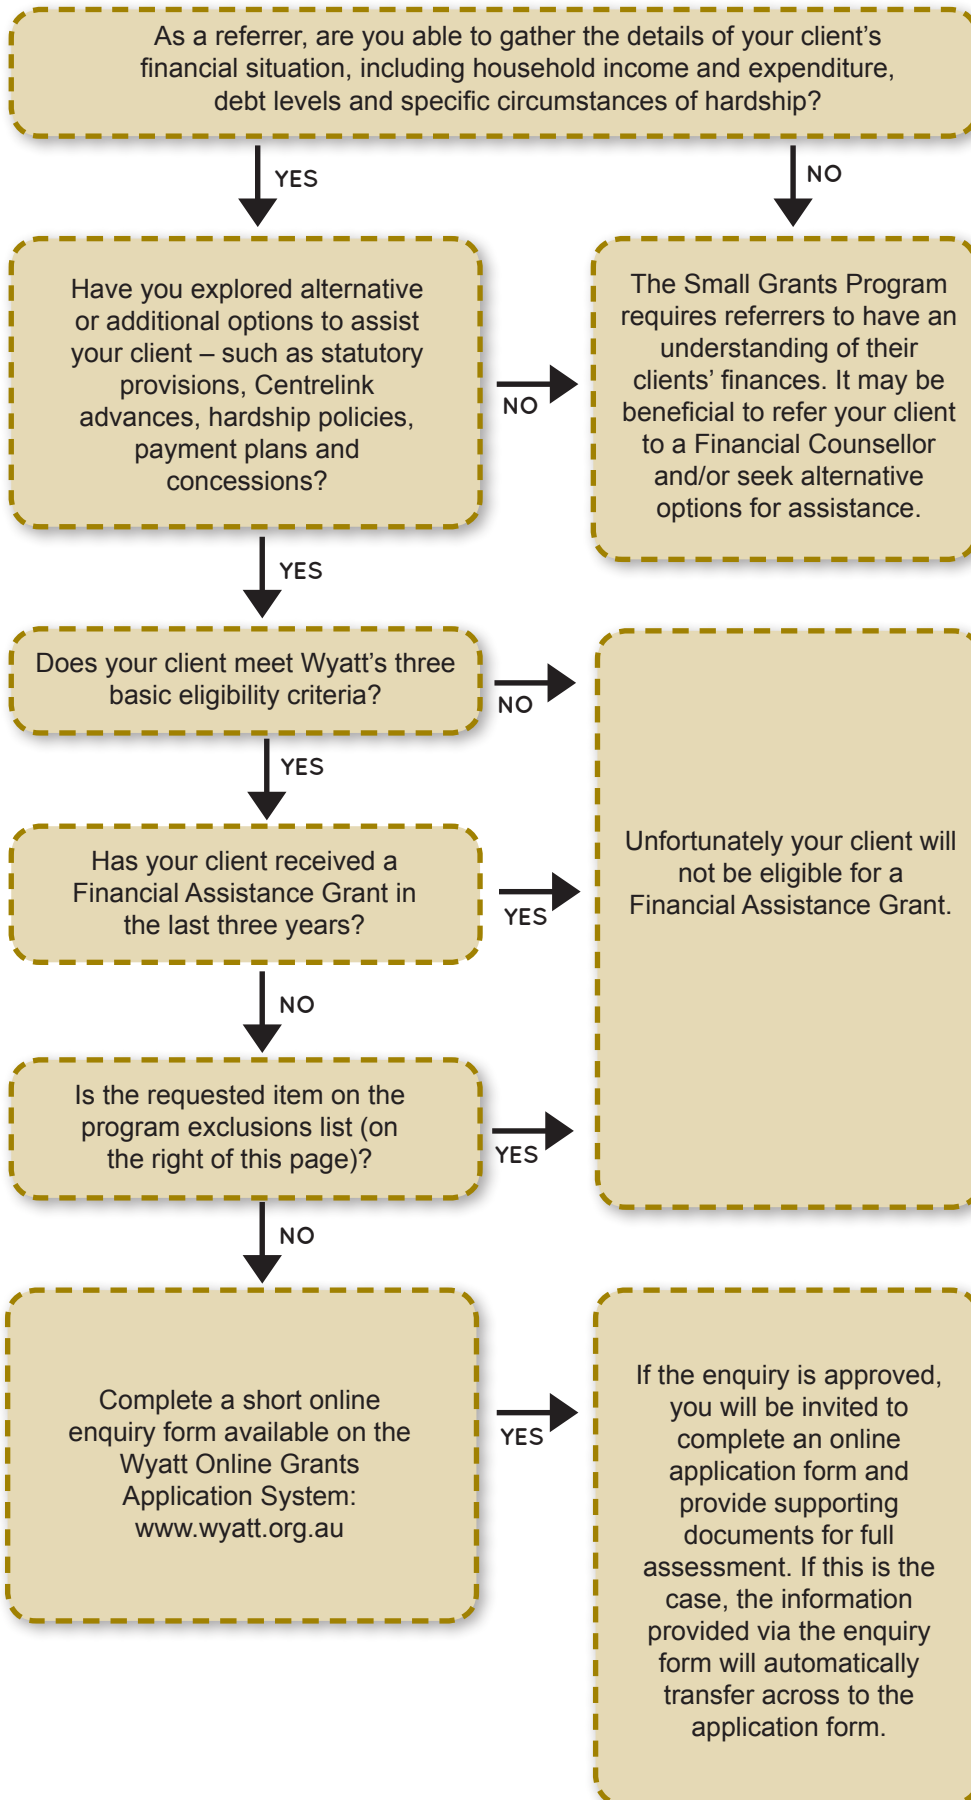 As a referrer, are you able to gather the details of your client’s
financial situation, including household income and expenditure,
debt levels and specific circumstances of hardship?
YES
NO
Have you explored alternative
or additional options to assist
your client – such as statutory
provisions, Centrelink
advances, hardship policies,
payment plans and
concessions?
NO
The Small Grants Program
requires referrers to have an
understanding of their
clients’ finances. It may be
beneficial to refer your client
to a Financial Counsellor
and/or seek alternative
options for assistance.
YES
Does your client meet Wyatt’s three
basic eligibility criteria?
NO
YES
Has your client received a
Financial Assistance Grant in
the last three years?
YES
Unfortunately your client will
not be eligible for a
Financial Assistance Grant.
NO
Is the requested item on the
program exclusions list (on
the right of this page)?
YES
NO
Complete a short online
enquiry form available on the
Wyatt Online Grants
Application System:
www.wyatt.org.au
YES
If the enquiry is approved,
you will be invited to
complete an online
application form and
provide supporting
documents for full
assessment. If this is the
case, the information
provided via the enquiry
form will automatically
transfer across to the
application form.